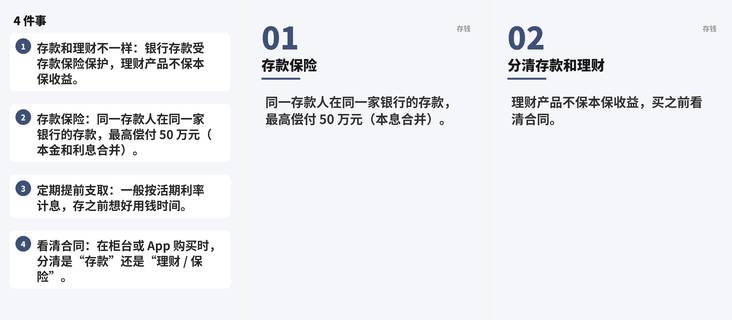 4 件事
1
存款和理财不一样：银行存款受
存款保险保护，理财产品不保本
保收益。
2
存款保险：同一存款人在同一家
银行的存款，最高偿付 50 万元（
本金和利息合并）。
3
定期提前支取：一般按活期利率
计息，存之前想好用钱时间。
4
看清合同：在柜台或 App 购买时，
分清是“存款”还是“理财 / 保
险”。
01
存钱
存款保险
同一存款人在同一家银行的存款，
最高偿付 50 万元（本息合并）。
02
存钱
分清存款和理财
理财产品不保本保收益，买之前看
清合同。